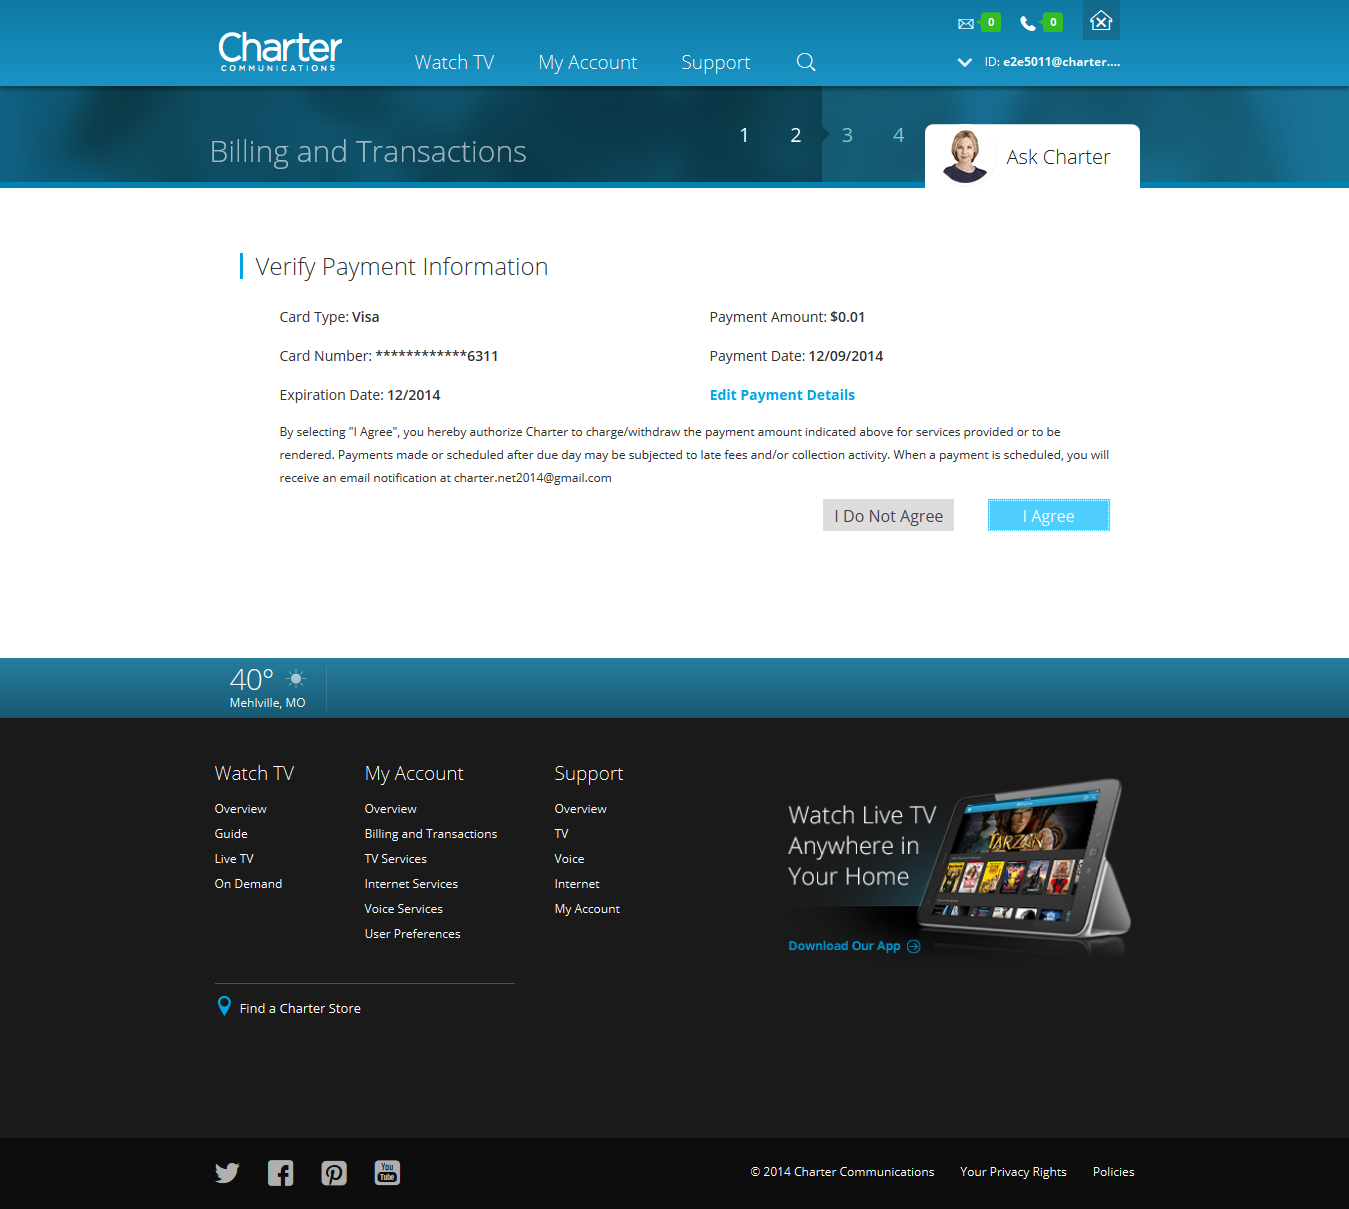 0
0
Charter
COMMUNICATIONS
Watch TV
My Account
Support
ID: e2e5011@charter....
Billing and Transactions
1
2
3
4
Ask Charter
Verify Payment Information
Card Type: Visa
Payment Amount: $0.01
Card Number: ************6311
Payment Date: 12/09/2014
Expiration Date: 12/2014
Edit Payment Details
By selecting "I Agree", you hereby authorize Charter to charge/withdraw the payment amount indicated above for services provided or to be
rendered. Payments made or scheduled after due day may be subjected to late fees and/or collection activity. When a payment is scheduled, you will
receive an email notification at charter.net2014@gmail.com
I Do Not Agree
I Agree
40°
Mehlville, MO
Watch TV
Overview
Guide
Live TV
On Demand
My Account
Overview
Billing and Transactions
TV Services
Internet Services
Voice Services
User Preferences
Support
Overview
TV
Voice
Internet
My Account
Watch Live TV
Anywhere in
Your Home
TARZAN
Download Our App
Find a Charter Store
You
Tube
© 2014 Charter Communications
Your Privacy Rights
Policies